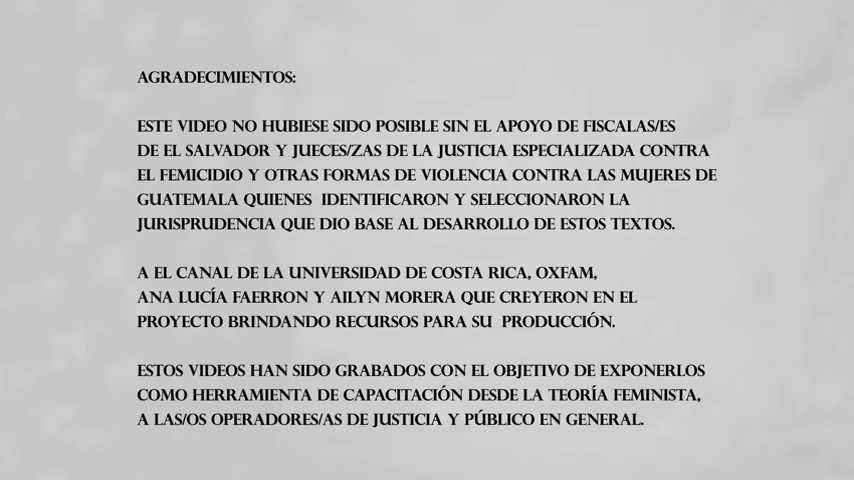 AGRADECIMIENTOS:
ESTE VIDEO NO HUBIESE SIDO POSIBLE SIN EL APOYO DE FISCALAS/ES
DE EL SALVADOR Y JUECES/ZAS DE LA JUSTICIA ESPECIALIZADA CONTRA
EL FEMICIDIO Y OTRAS FORMAS DE VIOLENCIA CONTRA LAS MUJERES DE
GUATEMALA QUIENES IDENTIFICARON Y SELECCIONARON LA
JURISPRUDENCIA QUE DIO BASE AL DESARROLLO DE ESTOS TEXTOS.
A EL CANAL DE LA UNIVERSIDAD DE COSTA RICA, OXFAM,
ANA LUCÍA FAERRON Y AILYN MORERA QUE CREYERON EN EL
PROYECTO BRINDANDO RECURSOS PARA SU PRODUCCIÓN.
ESTOS VIDEOS HAN SIDO GRABADOS CON EL OBJETIVO DE EXPONERLOS
COMO HERRAMIENTA DE CAPACITACIÓN DESDE LA TEORÍA FEMINISTA,
A LAS/OS OPERADORES/AS DE JUSTICIA Y PÚBLICO EN GENERAL.